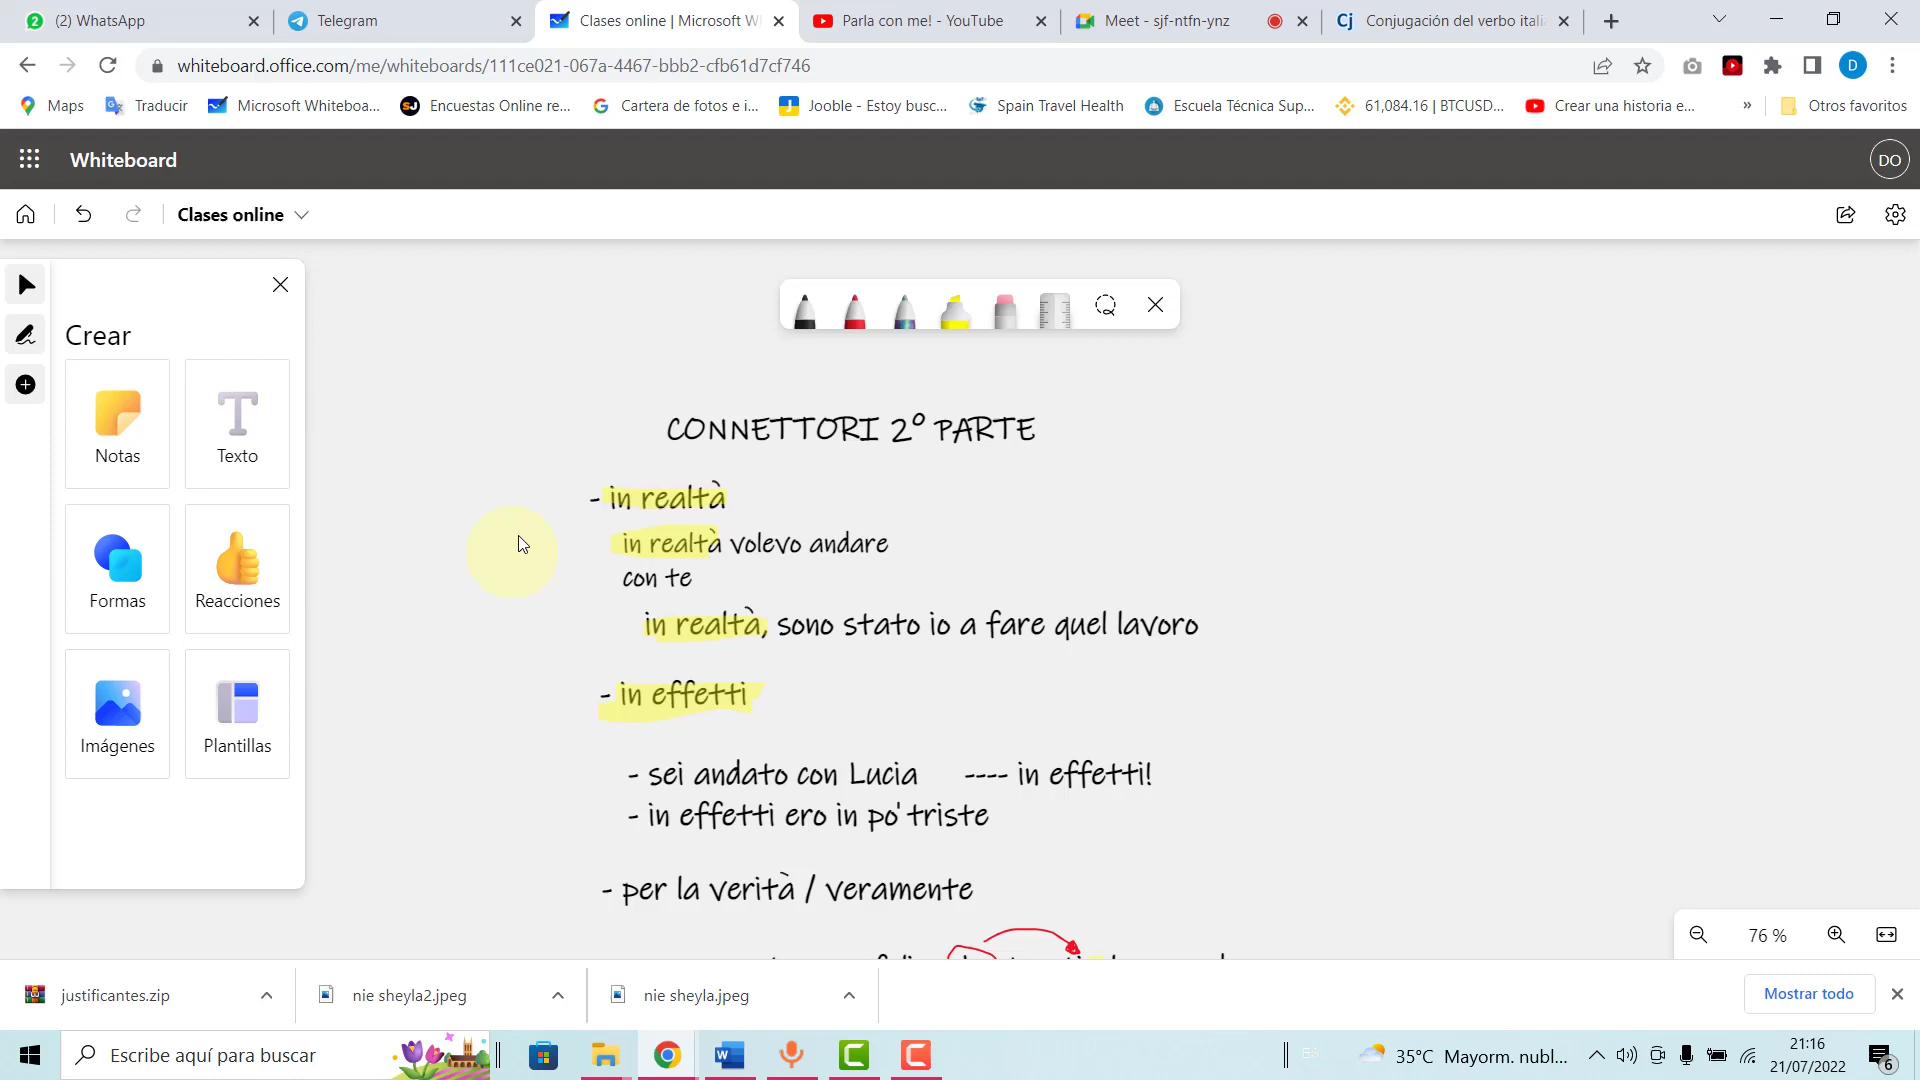 (2) WhatsApp
Telegram
Clases online | Microsoft W
Parla con me! - YouTube
Meet - sjf-ntfn-ynz
Cj Conjugación del verbo itali
whiteboard.office.com/me/whiteboards/111ce021-067a-4467-bbb2-cfb61d7cf746
D
Maps
Traducir
Microsoft Whiteboa...
Encuestas Online re...
Cartera de fotos e i...
Jooble - Estoy busc...
Spain Travel Health
Escuela Técnica Sup...
61,084.16 | BTCUSD...
Crear una historia e...
»
Otros favoritos
Whiteboard
DO
Clases online
Crear
Notas
Texto
Formas
Reacciones
Imágenes
Plantillas
CONNETTORI 2º PARTE
- in realtà
in realtà volevo andare
con te
in realtà, sono stato io a fare quel lavoro
- in effetti
- sei andato con Lucia ---- in effetti!
- in effetti ero in po' triste
- per la verità / veramente
76 %
justificantes.zip
nie sheyla2.jpeg
nie sheyla.jpeg
Mostrar todo
Escribe aquí para buscar
35°C Mayorm. nubl...
21:16
21/07/2022
6